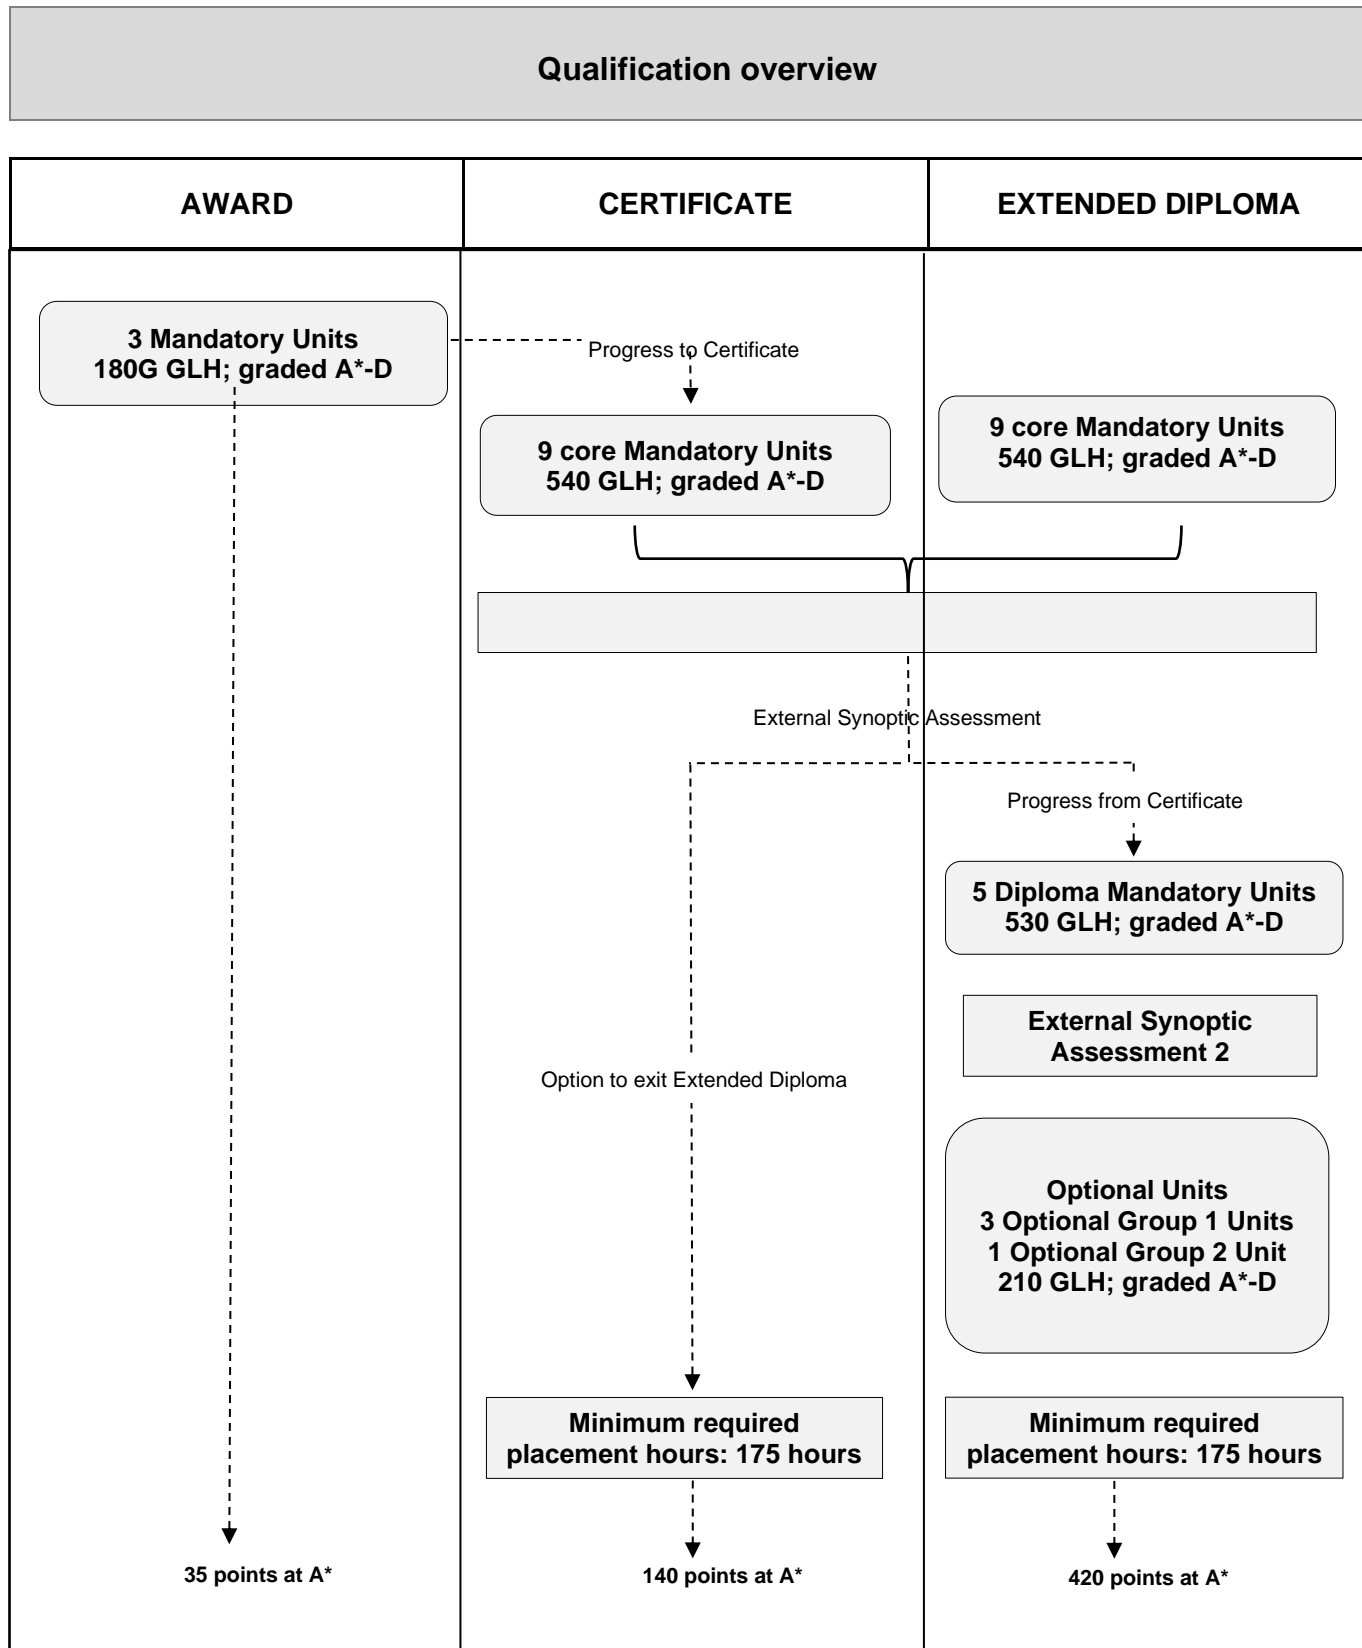 Qualification overview
AWARD
CERTIFICATE
EXTENDED DIPLOMA
3 Mandatory Units
180G GLH; graded A*-D
Progress to Certificate
9 core Mandatory Units
540 GLH; graded A*-D
9 core Mandatory Units
540 GLH; graded A*-D
External Synoptic Assessment
Progress from Certificate
5 Diploma Mandatory Units
530 GLH; graded A*-D
External Synoptic
Assessment 2
Option to exit Extended Diploma
Optional Units
3 Optional Group 1 Units
1 Optional Group 2 Unit
210 GLH; graded A*-D
Minimum required
placement hours: 175 hours
Minimum required
placement hours: 175 hours
35 points at A*
140 points at A*
420 points at A*